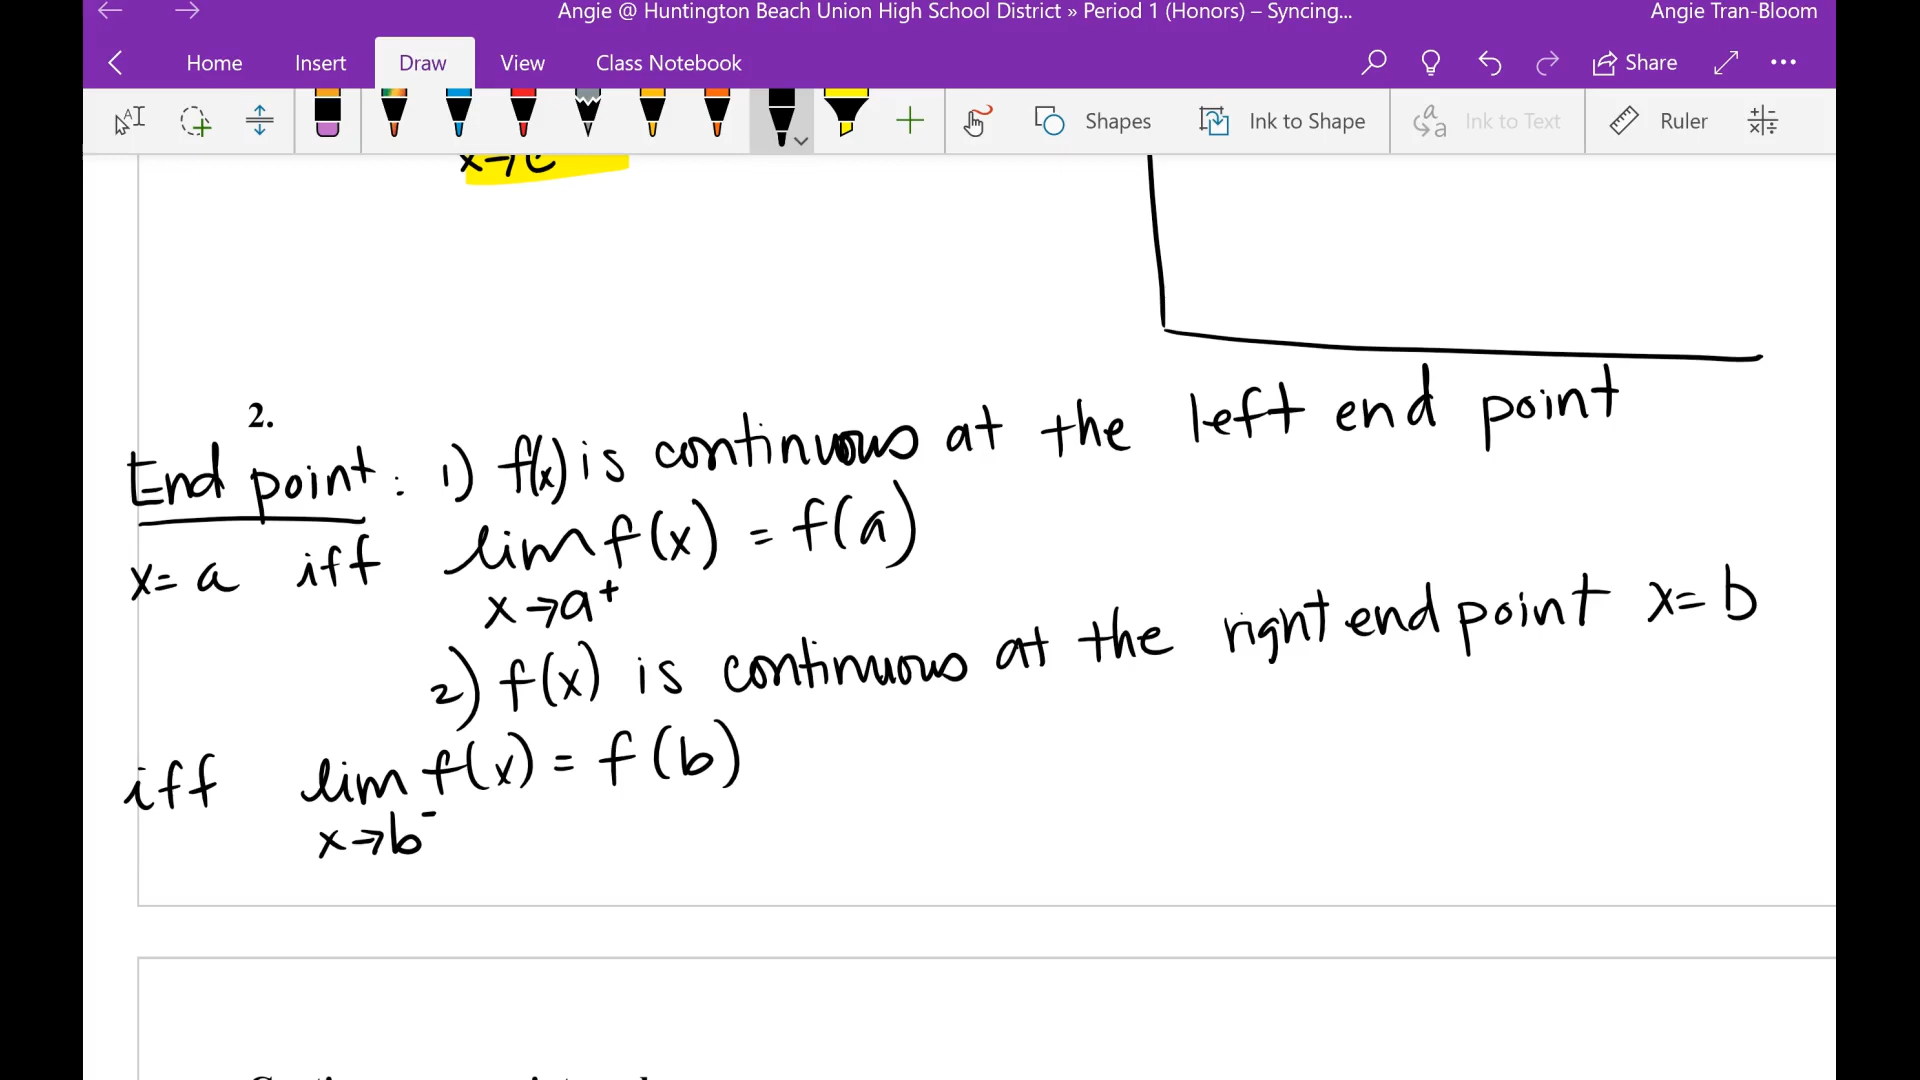 Angie @ Huntington Beach Union High School District » Period 1 (Honors) – Syncing...
Angie Tran-Bloom
Home Insert Draw View Class Notebook Share
Shapes Ink to Shape Ink to Text Ruler
x→c
2.
End point: 1) f(x) is continuous at the left end point
x=a iff lim f(x) = f(a)
x→a⁺
2) f(x) is continuous at the right end point x=b
iff lim f(x) = f(b)
x→b⁻